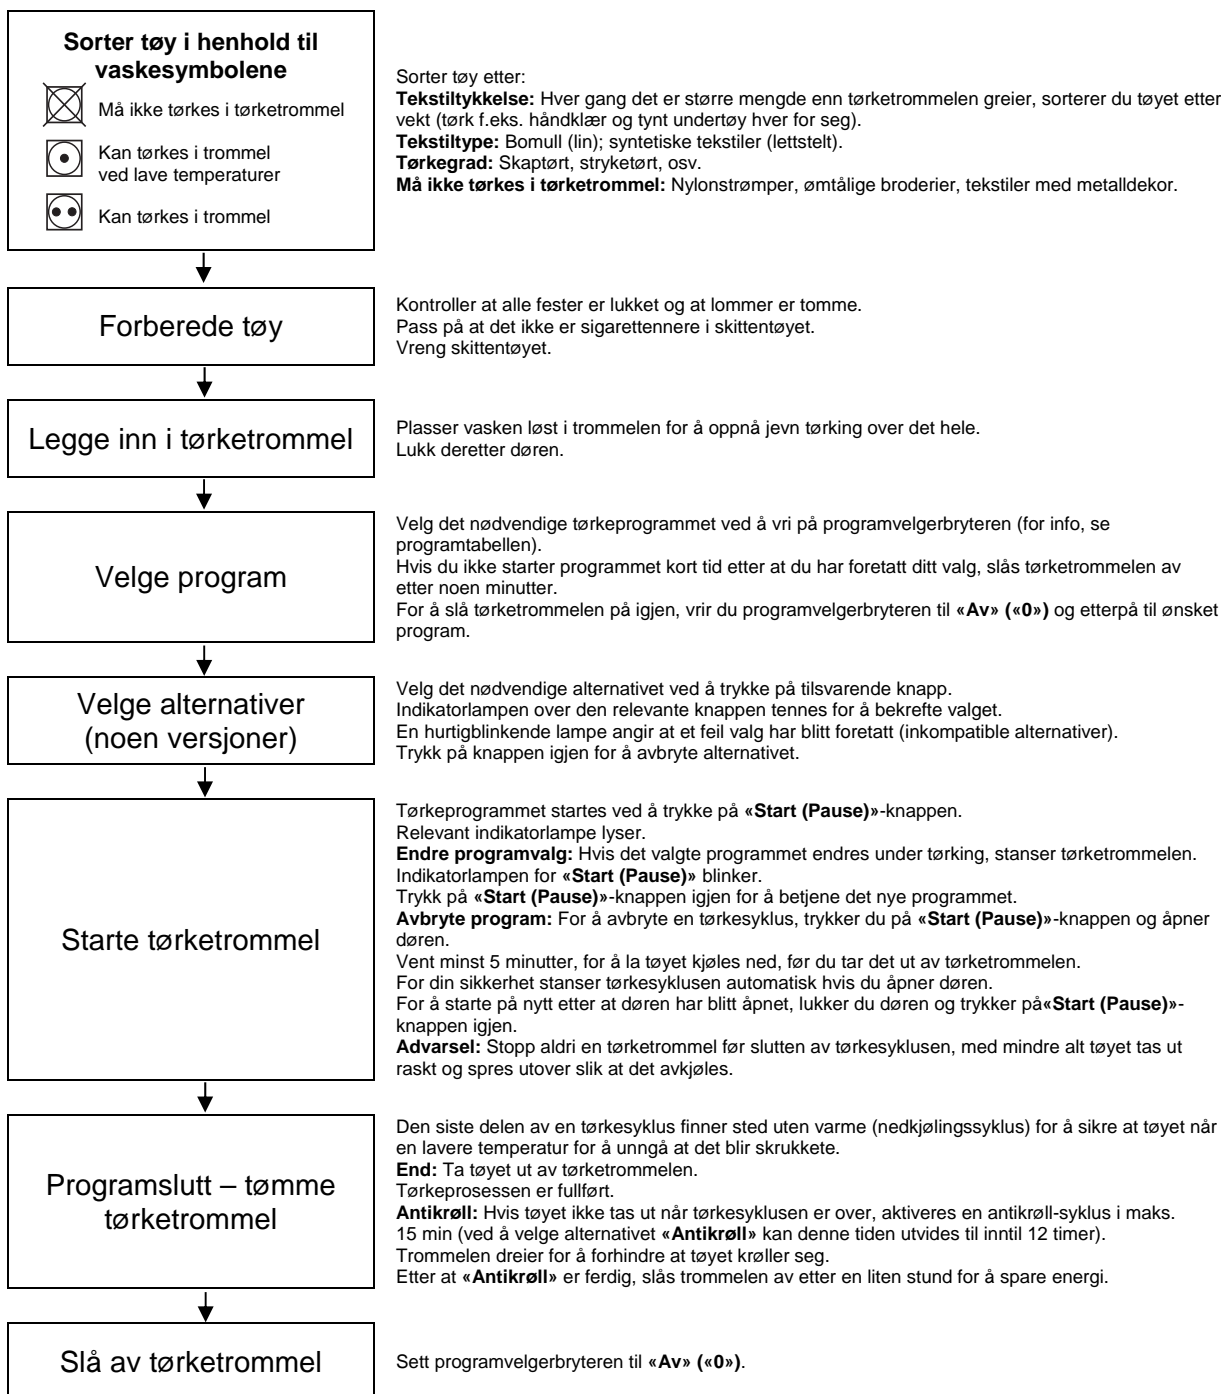 Sorter tøy i henhold til
vaskesymbolene
Må ikke tørkes i tørketrommel
Kan tørkes i trommel
ved lave temperaturer
Kan tørkes i trommel
Sorter tøy etter:
Tekstiltykkelse: Hver gang det er større mengde enn tørketrommelen greier, sorterer du tøyet etter
vekt (tørk f.eks. håndklær og tynt undertøy hver for seg).
Tekstiltype: Bomull (lin); syntetiske tekstiler (lettstelt).
Tørkegrad: Skaptørt, stryketørt, osv.
Må ikke tørkes i tørketrommel: Nylonstrømper, ømtålige broderier, tekstiler med metalldekor.
Forberede tøy
Kontroller at alle fester er lukket og at lommer er tomme.
Pass på at det ikke er sigarettennere i skittentøyet.
Vreng skittentøyet.
Legge inn i tørketrommel
Plasser vasken løst i trommelen for å oppnå jevn tørking over det hele.
Lukk deretter døren.
Velge program
Velg det nødvendige tørkeprogrammet ved å vri på programvelgerbryteren (for info, se
programtabellen).
Hvis du ikke starter programmet kort tid etter at du har foretatt ditt valg, slås tørketrommelen av
etter noen minutter.
For å slå tørketrommelen på igjen, vrir du programvelgerbryteren til «Av» («0») og etterpå til ønsket
program.
Velge alternativer
(noen versjoner)
Velg det nødvendige alternativet ved å trykke på tilsvarende knapp.
Indikatorlampen over den relevante knappen tennes for å bekrefte valget.
En hurtigblinkende lampe angir at et feil valg har blitt foretatt (inkompatible alternativer).
Trykk på knappen igjen for å avbryte alternativet.
Starte tørketrommel
Tørkeprogrammet startes ved å trykke på «Start (Pause)»-knappen.
Relevant indikatorlampe lyser.
Endre programvalg: Hvis det valgte programmet endres under tørking, stanser tørketrommelen.
Indikatorlampen for «Start (Pause)» blinker.
Trykk på «Start (Pause)»-knappen igjen for å betjene det nye programmet.
Avbryte program: For å avbryte en tørkesyklus, trykker du på «Start (Pause)»-knappen og åpner
døren.
Vent minst 5 minutter, for å la tøyet kjøles ned, før du tar det ut av tørketrommelen.
For din sikkerhet stanser tørkesyklusen automatisk hvis du åpner døren.
For å starte på nytt etter at døren har blitt åpnet, lukker du døren og trykker på«Start (Pause)»-
knappen igjen.
Advarsel: Stopp aldri en tørketrommel før slutten av tørkesyklusen, med mindre alt tøyet tas ut
raskt og spres utover slik at det avkjøles.
Programslutt – tømme
tørketrommel
Den siste delen av en tørkesyklus finner sted uten varme (nedkjølingssyklus) for å sikre at tøyet når
en lavere temperatur for å unngå at det blir skrukkete.
End: Ta tøyet ut av tørketrommelen.
Tørkeprosessen er fullført.
Antikrøll: Hvis tøyet ikke tas ut når tørkesyklusen er over, aktiveres en antikrøll-syklus i maks.
15 min (ved å velge alternativet «Antikrøll» kan denne tiden utvides til inntil 12 timer).
Trommelen dreier for å forhindre at tøyet krøller seg.
Etter at «Antikrøll» er ferdig, slås trommelen av etter en liten stund for å spare energi.
Slå av tørketrommel
Sett programvelgerbryteren til «Av» («0»).